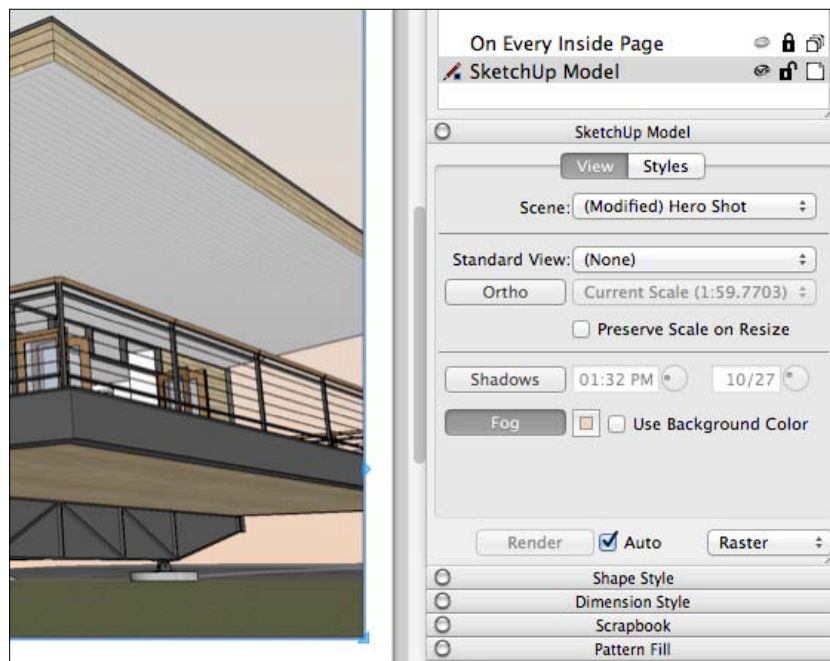 On Every Inside Page
SketchUp Model
SketchUp Model
View Styles
Scene: (Modified) Hero Shot
Standard View: (None)
Ortho Current Scale (1:59.7703)
Preserve Scale on Resize
Shadows 01:32 PM 10/27
Fog Use Background Color
Render Auto Raster
Shape Style
Dimension Style
Scrapbook
Pattern Fill